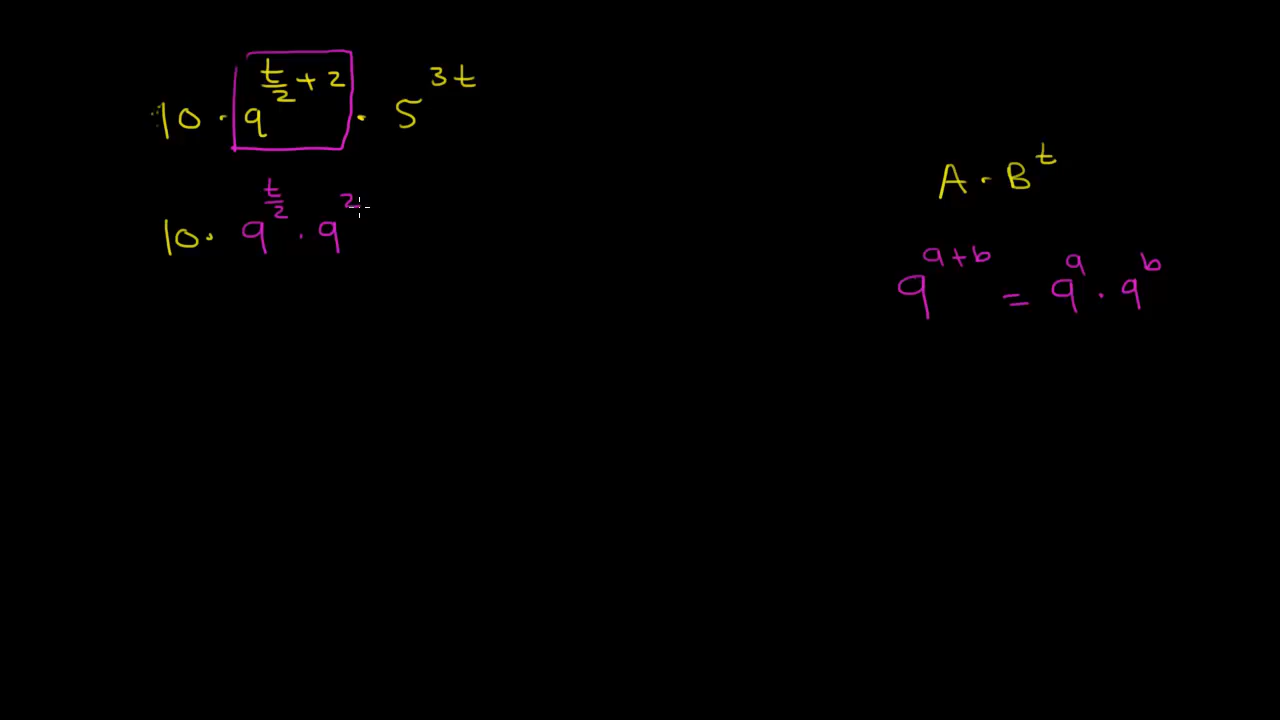 10 · 9^(t/2 + 2) · 5^(3t)
10 · 9^(t/2) · 9^2
A · B^t
9^(a+b) = 9^a · 9^b